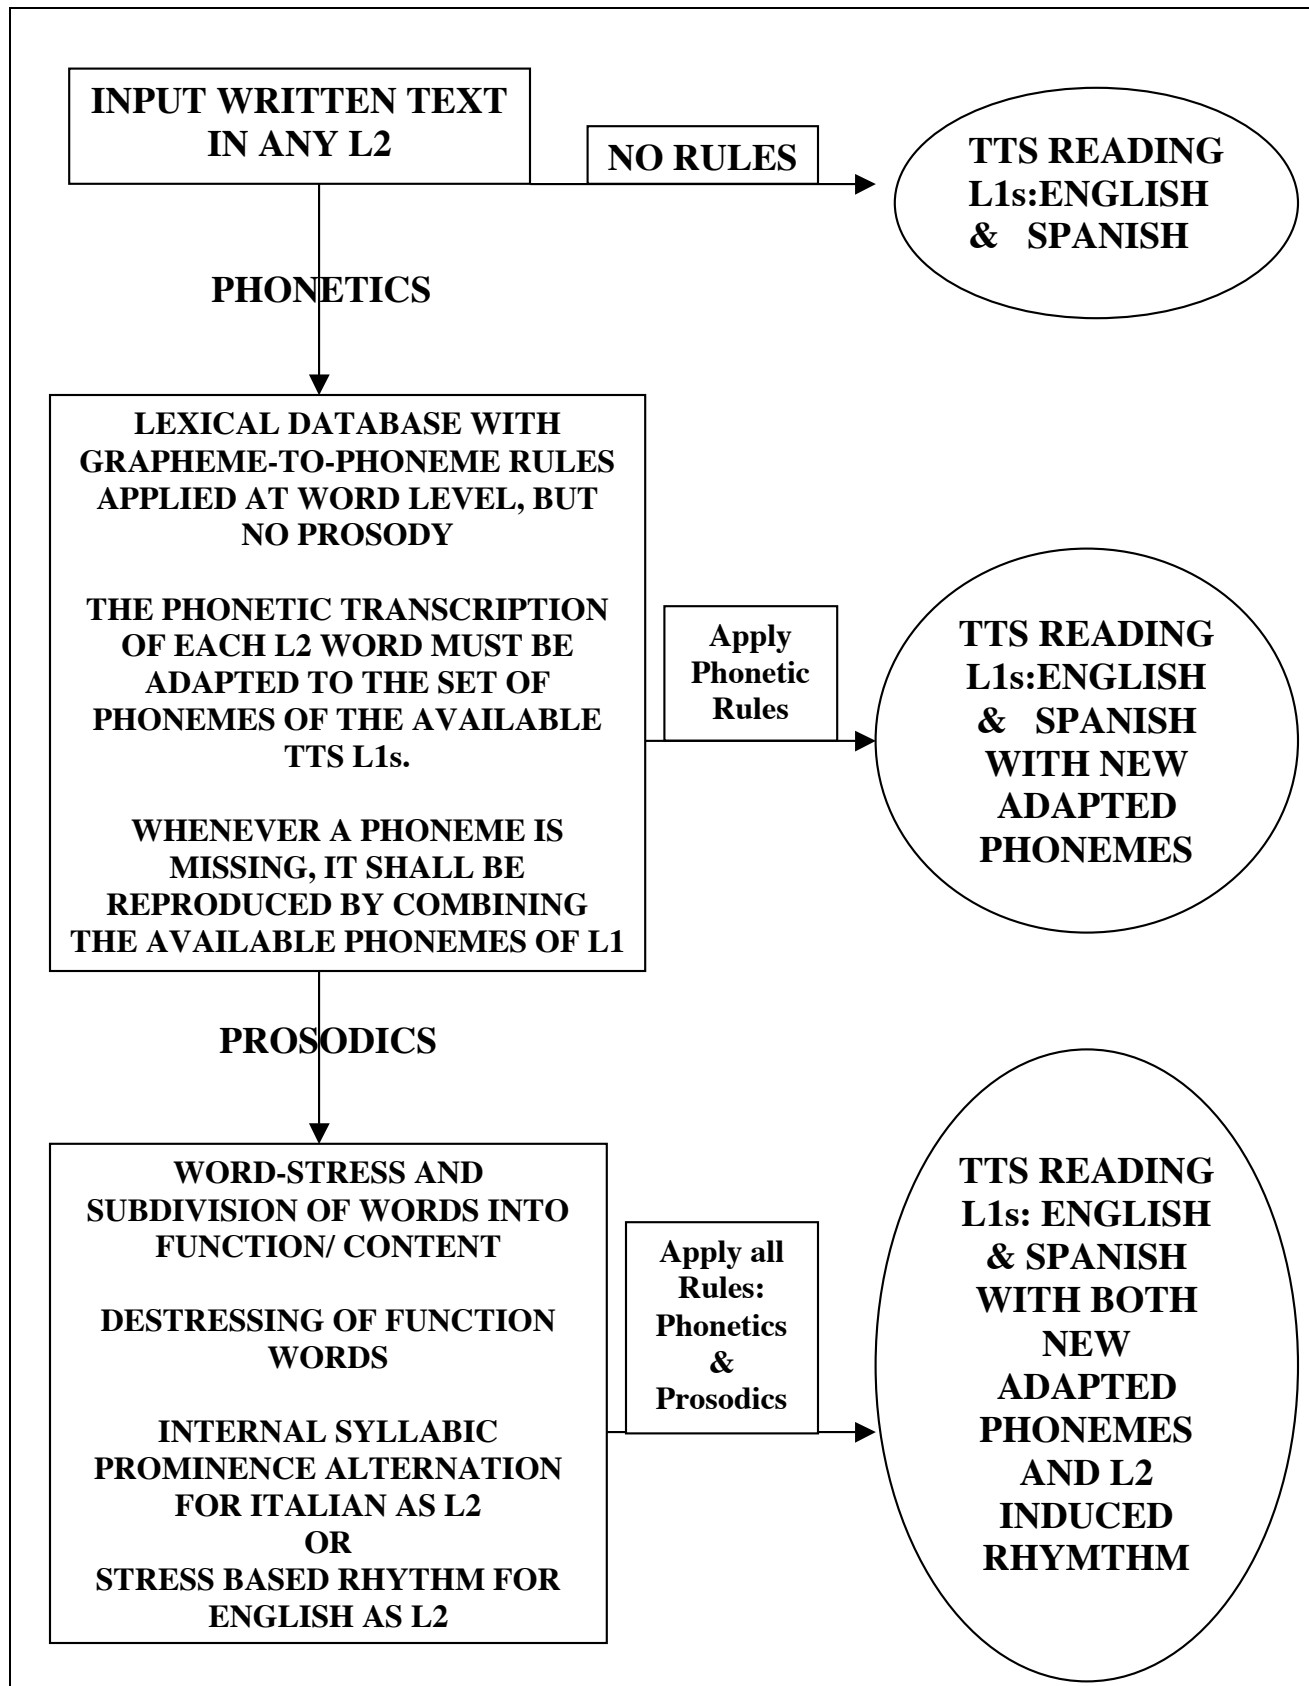 INPUT WRITTEN TEXT
IN ANY L2
NO RULES
TTS READING
L1s:ENGLISH
& SPANISH
PHONETICS
LEXICAL DATABASE WITH
GRAPHEME-TO-PHONEME RULES
APPLIED AT WORD LEVEL, BUT
NO PROSODY
THE PHONETIC TRANSCRIPTION
OF EACH L2 WORD MUST BE
ADAPTED TO THE SET OF
PHONEMES OF THE AVAILABLE
TTS L1s.
WHENEVER A PHONEME IS
MISSING, IT SHALL BE
REPRODUCED BY COMBINING
THE AVAILABLE PHONEMES OF L1
Apply
Phonetic
Rules
TTS READING
L1s:ENGLISH
& SPANISH
WITH NEW
ADAPTED
PHONEMES
PROSODICS
WORD-STRESS AND
SUBDIVISION OF WORDS INTO
FUNCTION/ CONTENT
DESTRESSING OF FUNCTION
WORDS
INTERNAL SYLLABIC
PROMINENCE ALTERNATION
FOR ITALIAN AS L2
OR
STRESS BASED RHYTHM FOR
ENGLISH AS L2
Apply all
Rules:
Phonetics
&
Prosodics
TTS READING
L1s: ENGLISH
& SPANISH
WITH BOTH
NEW
ADAPTED
PHONEMES
AND L2
INDUCED
RHYMTHM